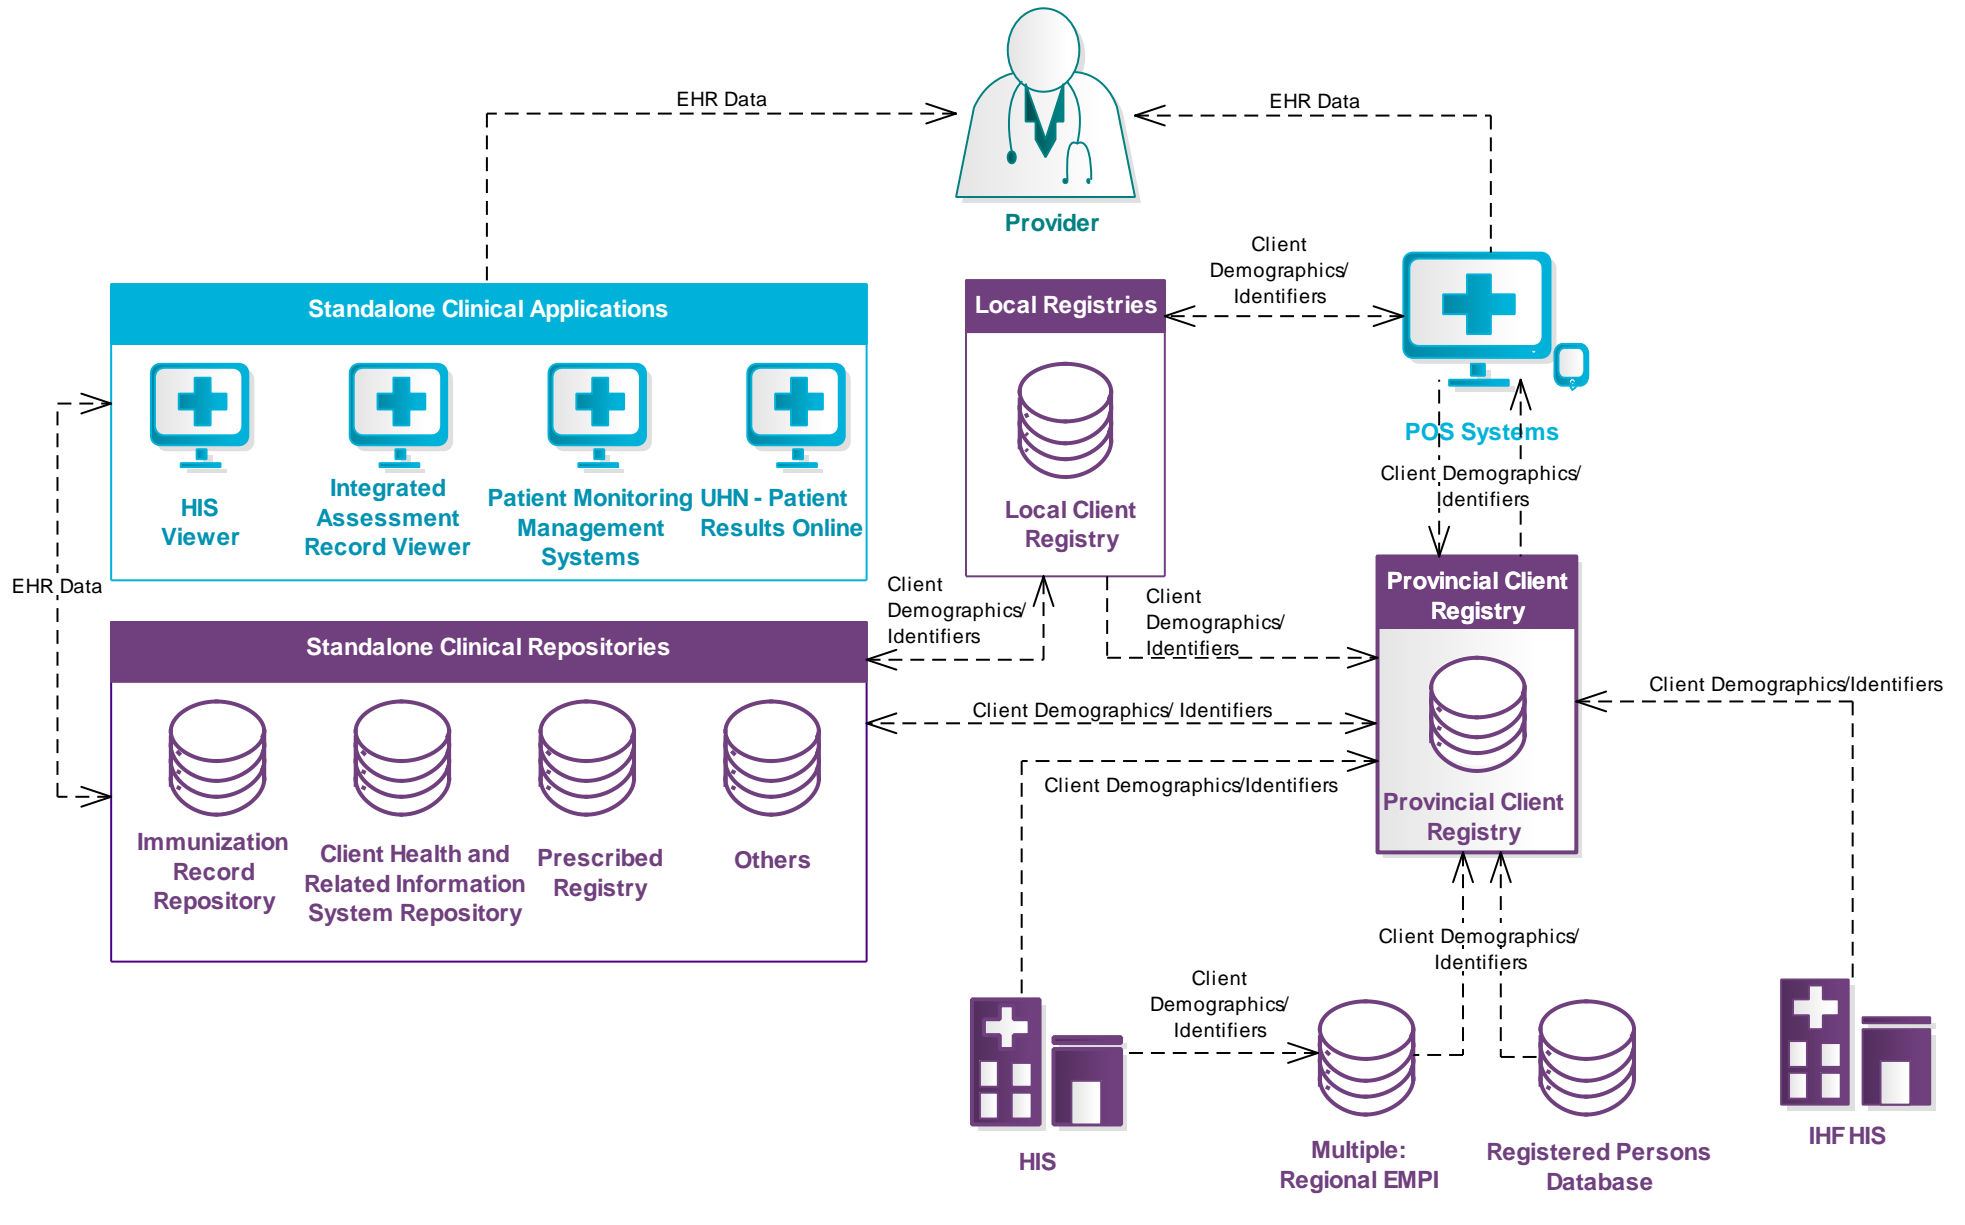 EHR Data
EHR Data
Provider
Client
Demographics/
Identifiers
Standalone Clinical Applications
Local Registries
HIS
Viewer
Integrated
Assessment
Record Viewer
Patient Monitoring
Management
Systems
UHN - Patient
Results Online
Local Client
Registry
POS Systems
Client Demographics/
Identifiers
EHR Data
Client
Demographics/
Identifiers
Client
Demographics/
Identifiers
Provincial Client
Registry
Standalone Clinical Repositories
Client Demographics/ Identifiers
Client Demographics/Identifiers
Client Demographics/Identifiers
Provincial Client
Registry
Immunization
Record
Repository
Client Health and
Related Information
System Repository
Prescribed
Registry
Others
Client Demographics/
Identifiers
Client
Demographics/
Identifiers
HIS
Multiple:
Regional EMPI
Registered Persons
Database
IHF HIS